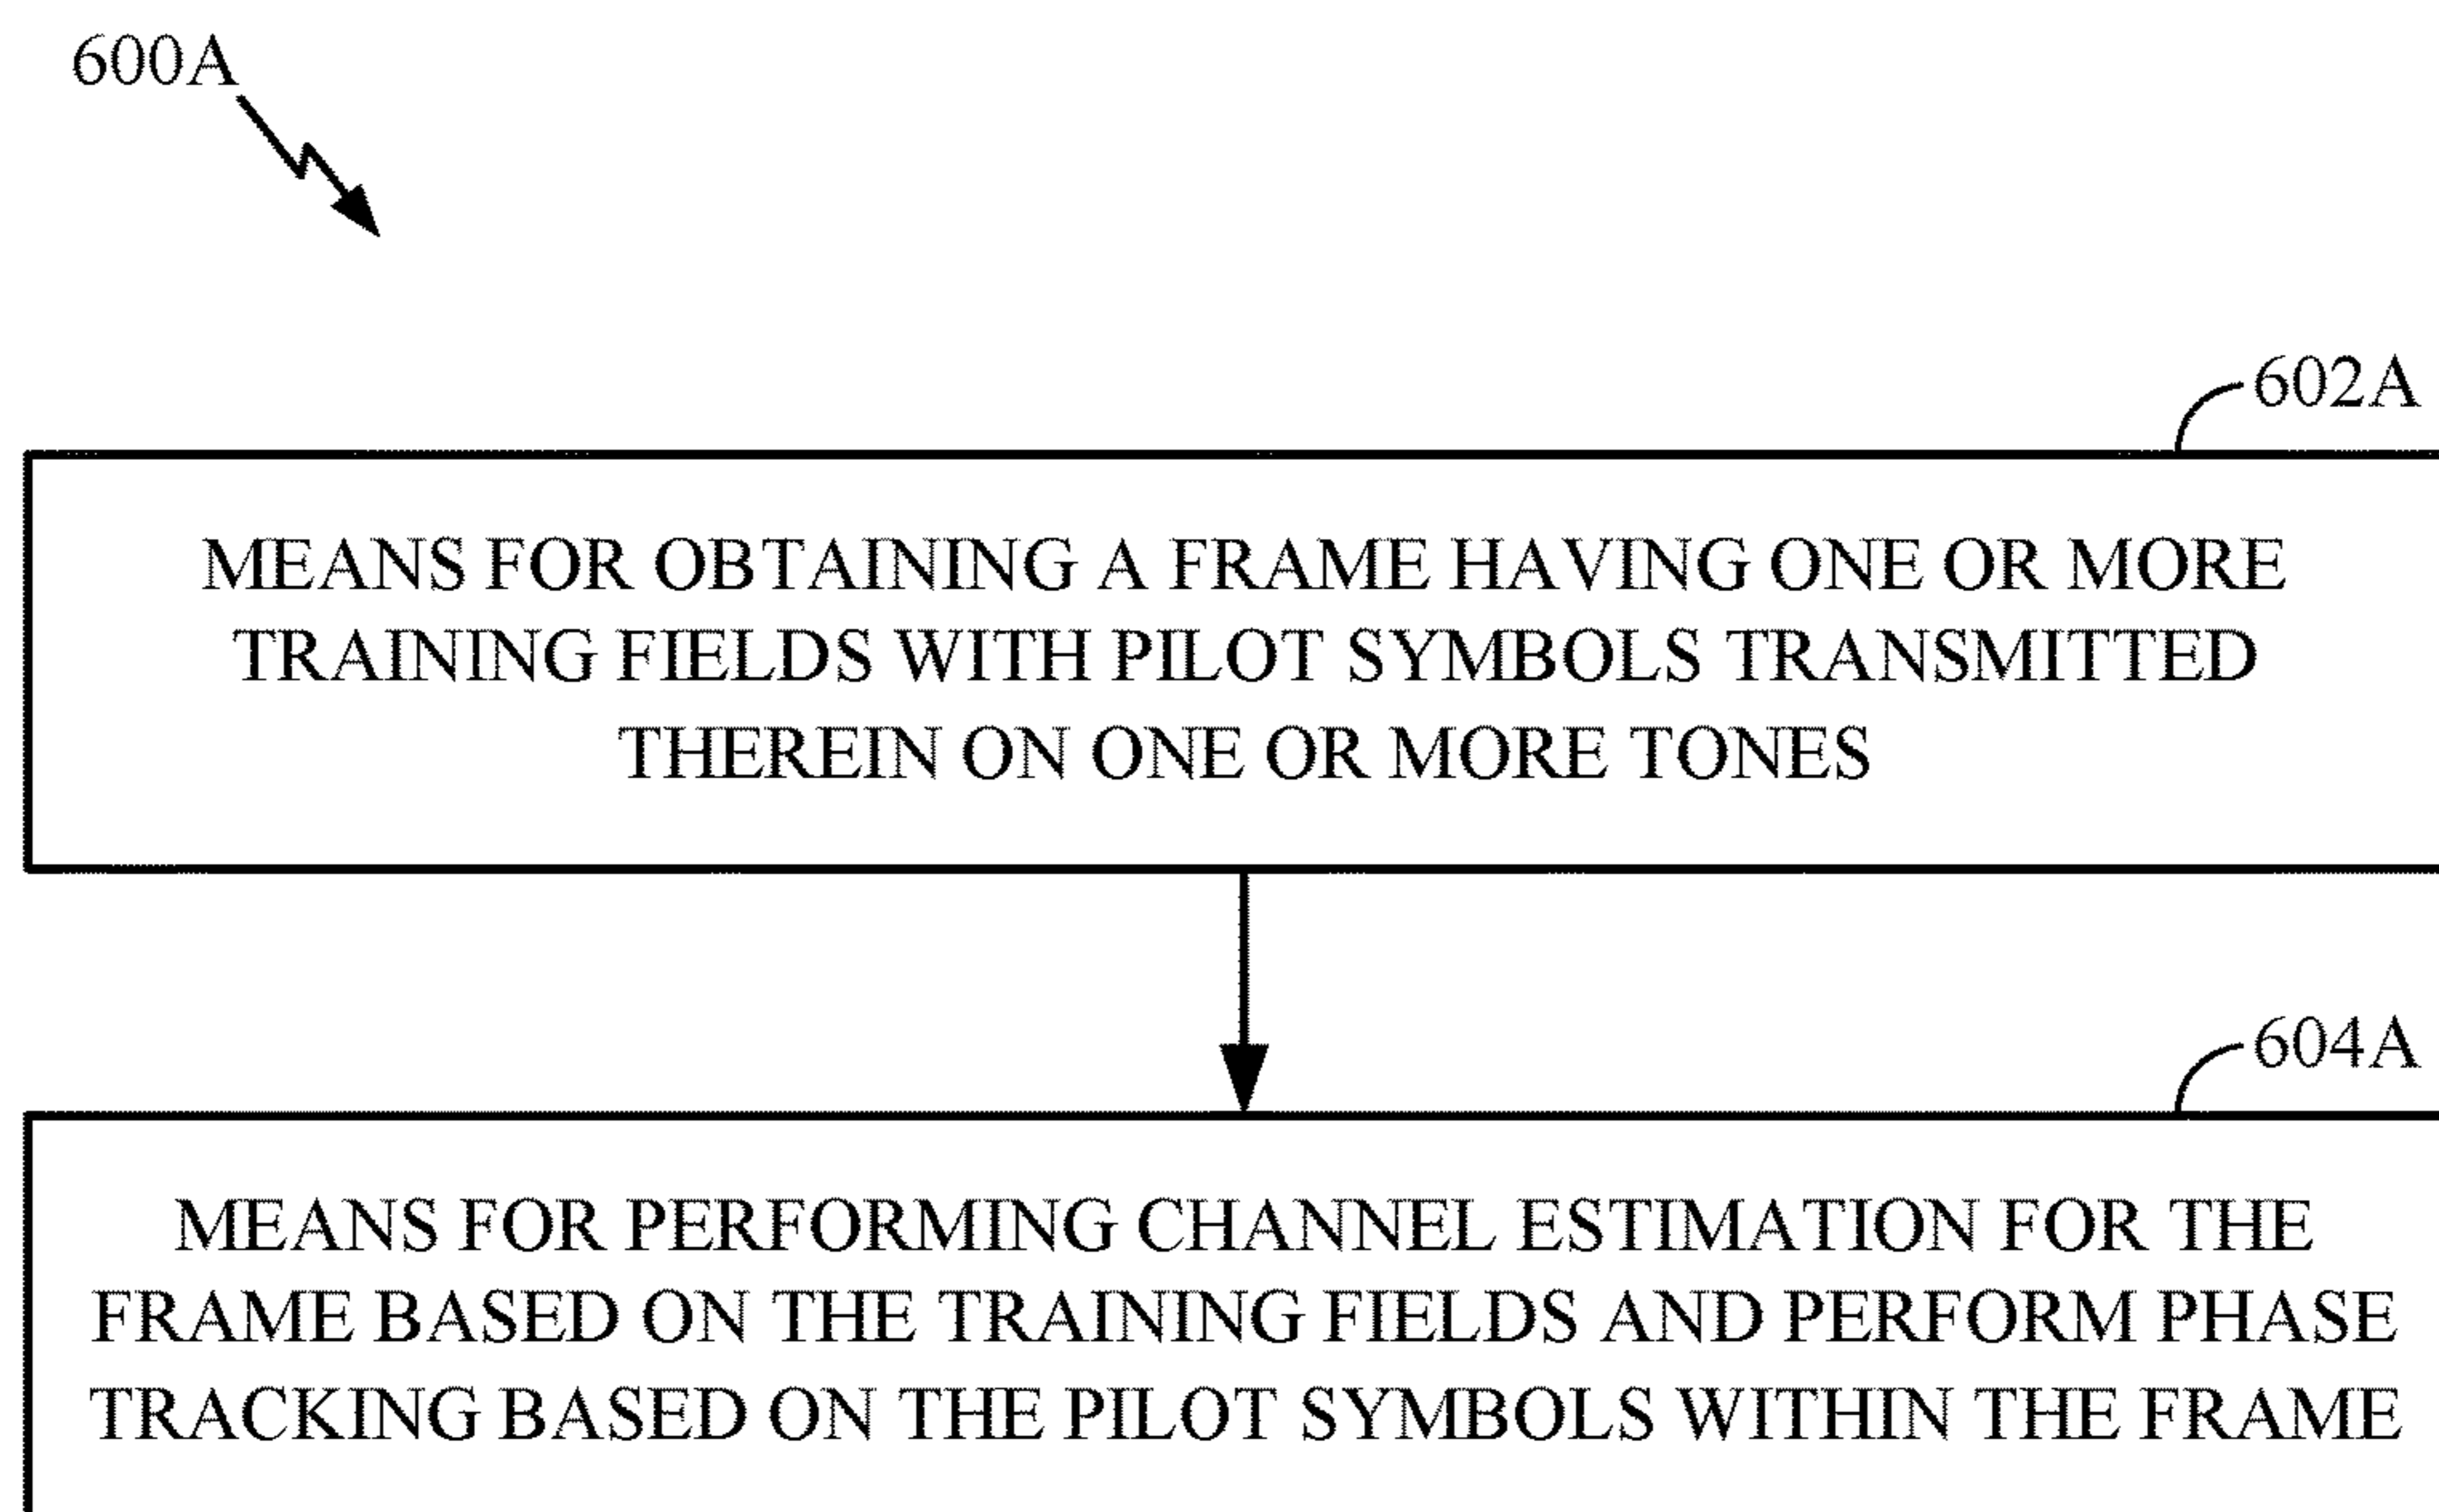 600A
602A
MEANS FOR OBTAINING A FRAME HAVING ONE OR MORE
TRAINING FIELDS WITH PILOT SYMBOLS TRANSMITTED
THEREIN ON ONE OR MORE TONES
604A
MEANS FOR PERFORMING CHANNEL ESTIMATION FOR THE
FRAME BASED ON THE TRAINING FIELDS AND PERFORM PHASE
TRACKING BASED ON THE PILOT SYMBOLS WITHIN THE FRAME